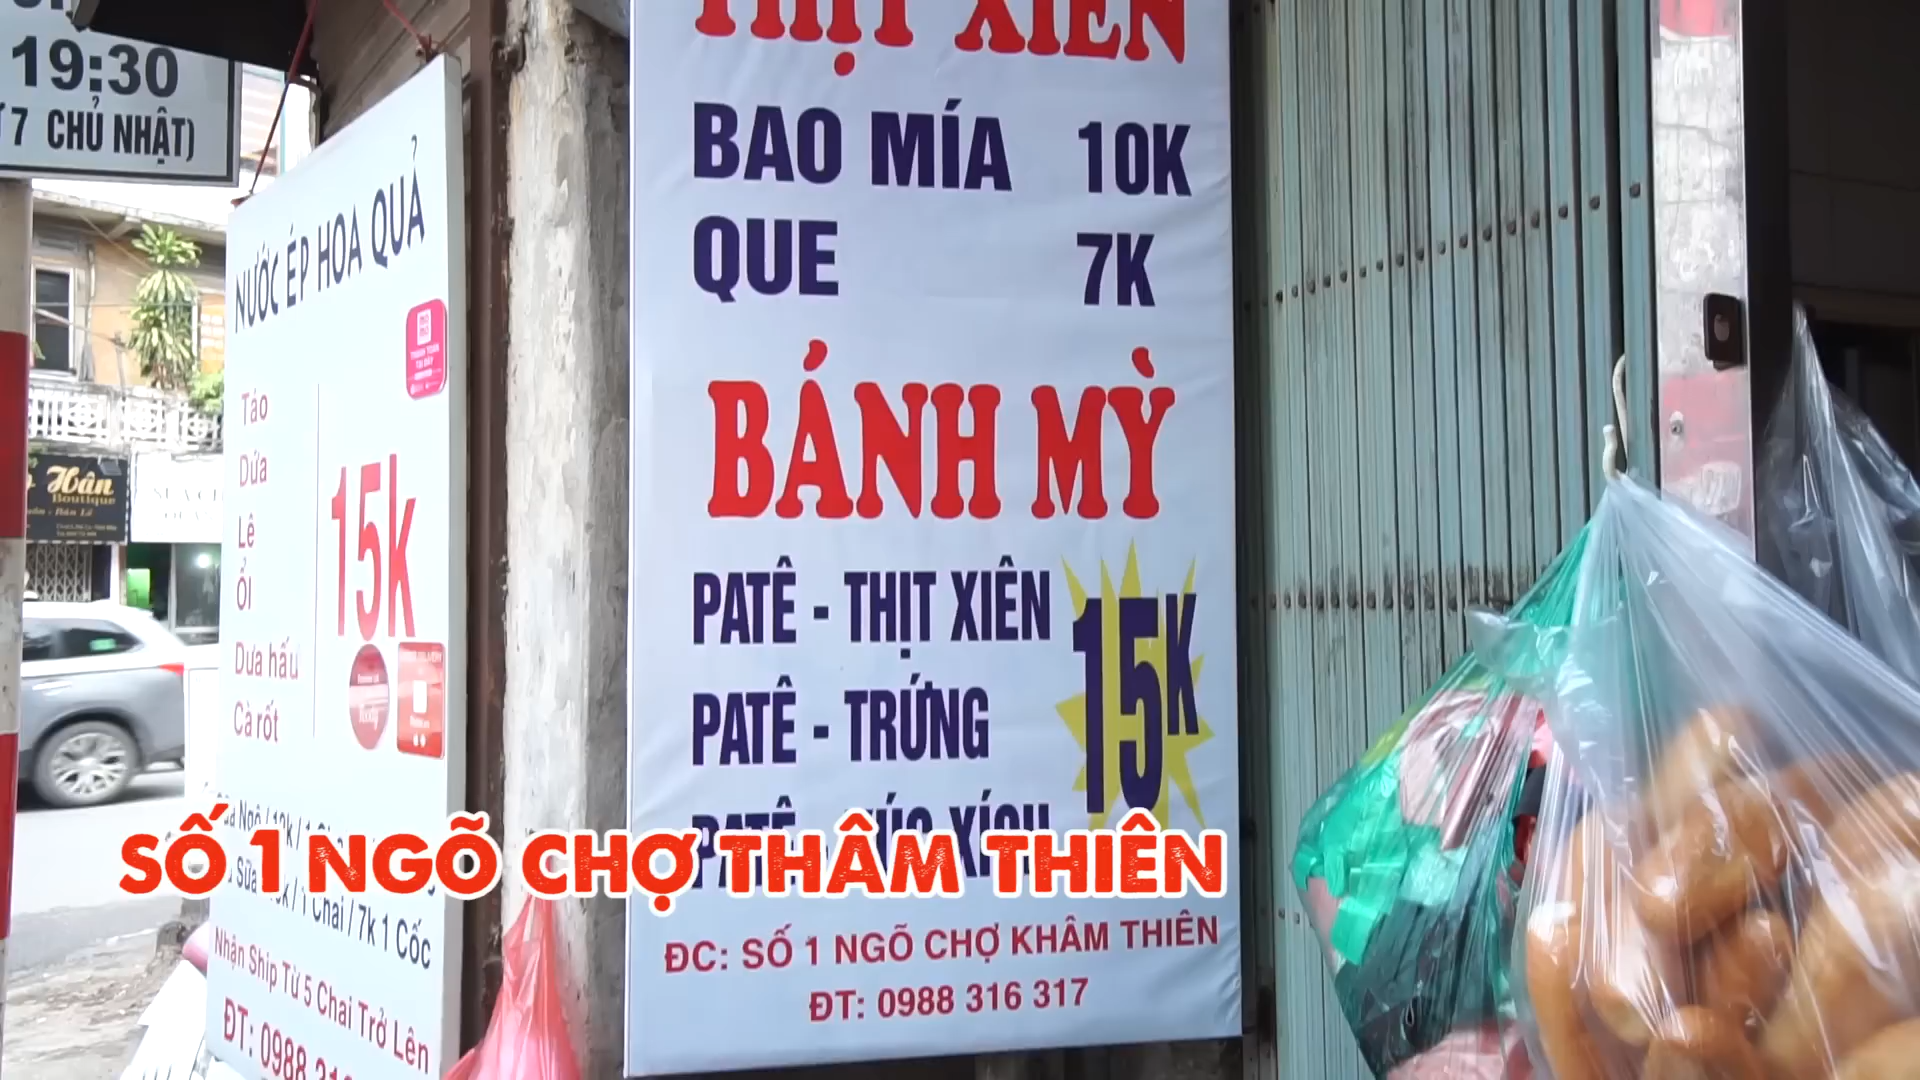 19:30
7 CHỦ NHẬT)
NƯỚC ÉP HOA QUẢ
Táo
Dứa
Lê
Ổi
Dưa hấu
Cà rốt
15k
1 Chai / 7k 1 Cốc
Nhận Ship Từ 5 Chai Trở Lên
ĐT: 0988
Hân
Boutique
THỊT XIÊN
BAO MÍA 10K
QUE 7K
BÁNH MỲ
PATÊ - THỊT XIÊN
PATÊ - TRỨNG
15K
PATÊ
SỐ 1 NGÕ CHỢ THÂM THIÊN
ĐC: SỐ 1 NGÕ CHỢ KHÂM THIÊN
ĐT: 0988 316 317